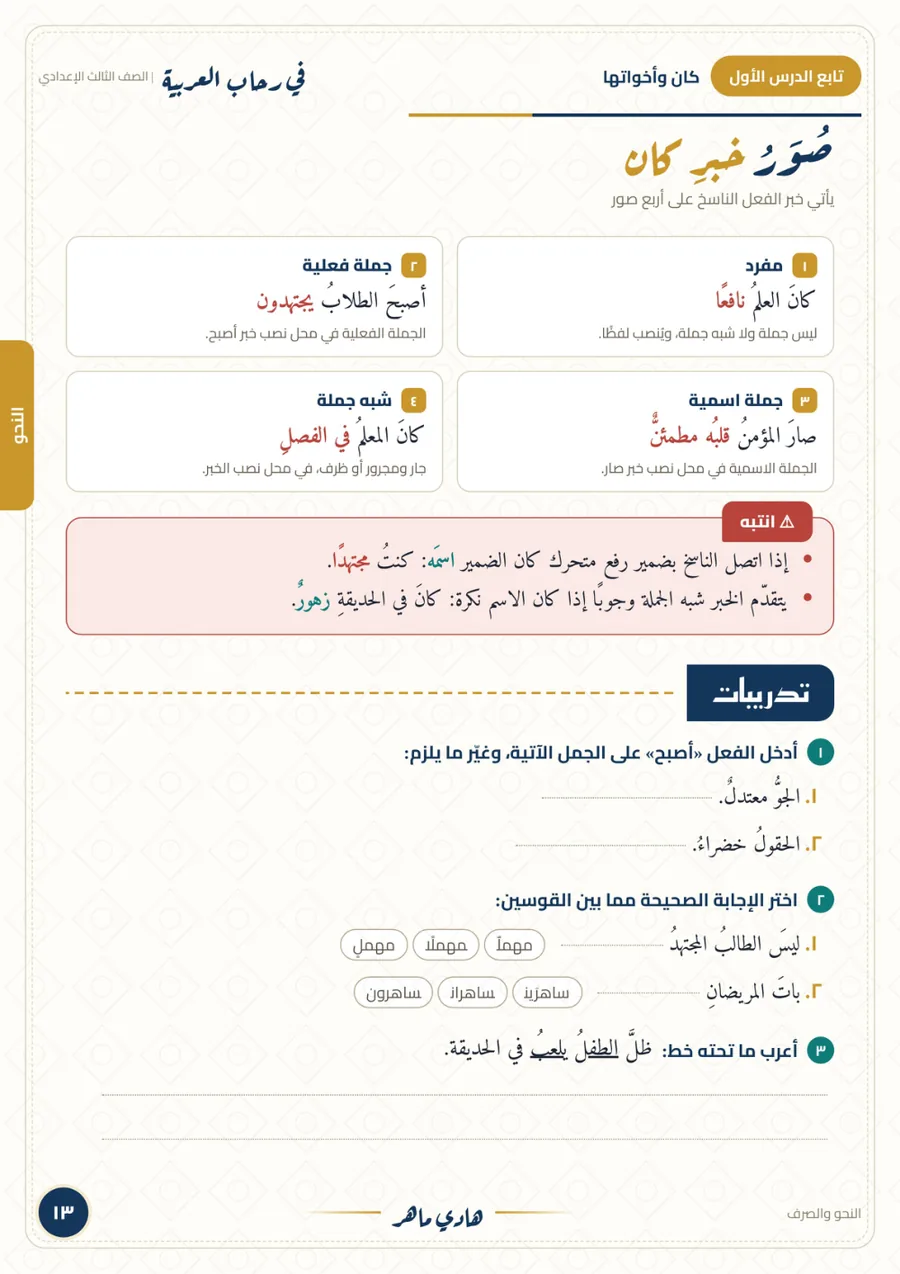 تابع الدرس الأول
كان وأخواتها
في رحاب العربية | الصف الثالث الإعدادي
صُوَرُ خبرِ كان
يأتي خبر الفعل الناسخ على أربع صور
١ مفرد
كانَ العلمُ نافعًا
ليس جملة ولا شبه جملة، ويُنصب لفظًا.
٢ جملة فعلية
أصبحَ الطلابُ يجتهدون
الجملة الفعلية في محل نصب خبر أصبح.
٣ جملة اسمية
صارَ المؤمنُ قلبُه مطمئنٌّ
الجملة الاسمية في محل نصب خبر صار.
٤ شبه جملة
كانَ المعلمُ في الفصلِ
جار ومجرور أو ظرف، في محل نصب الخبر.
النحو
⚠ انتبه
• إذا اتصل الناسخ بضمير رفع متحرك كان الضمير اسمَه: كنتُ مجتهدًا.
• يتقدّم الخبر شبه الجملة وجوبًا إذا كان الاسم نكرة: كانَ في الحديقةِ زهورٌ.
تدريبات
١ أدخل الفعل «أصبح» على الجمل الآتية، وغيّر ما يلزم:
١. الجوُّ معتدلٌ.
٢. الحقولُ خضراءُ.
٢ اختر الإجابة الصحيحة مما بين القوسين:
١. ليسَ الطالبُ المجتهدُ مهملٌ مهملًا مهملٍ
٢. باتَ المريضانِ ساهرَين ساهران ساهرون
٣ أعرب ما تحته خط: ظلَّ الطفلُ يلعبُ في الحديقة.
النحو والصرف
هادي ماهر
١٣